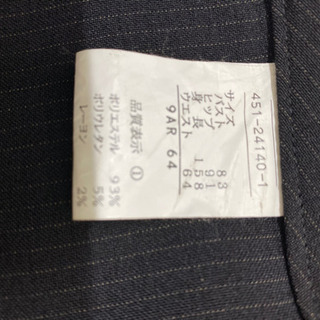 451-24140-1
サイズ
バスト 83
ヒップ 91
身長 158
ウエスト 64
9AR 64
品質表示 ①
ポリエステル 93%
ポリウレタン 5%
レーヨン 2%